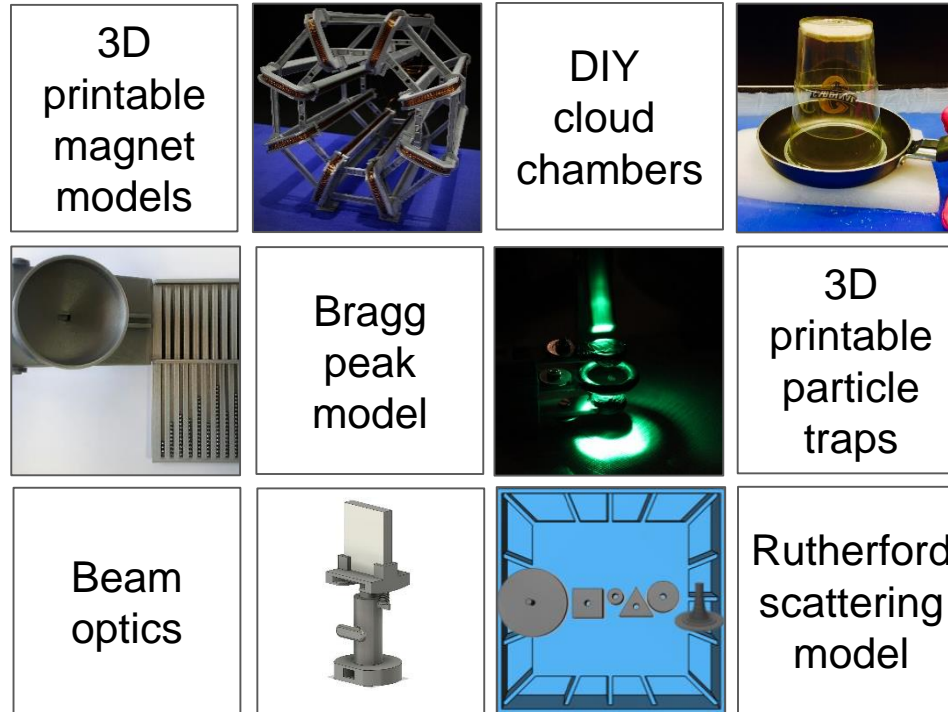 3D
printable
magnet
models
DIY
cloud
chambers
Bragg
peak
model
3D
printable
particle
traps
Beam
optics
Rutherford
scattering
model